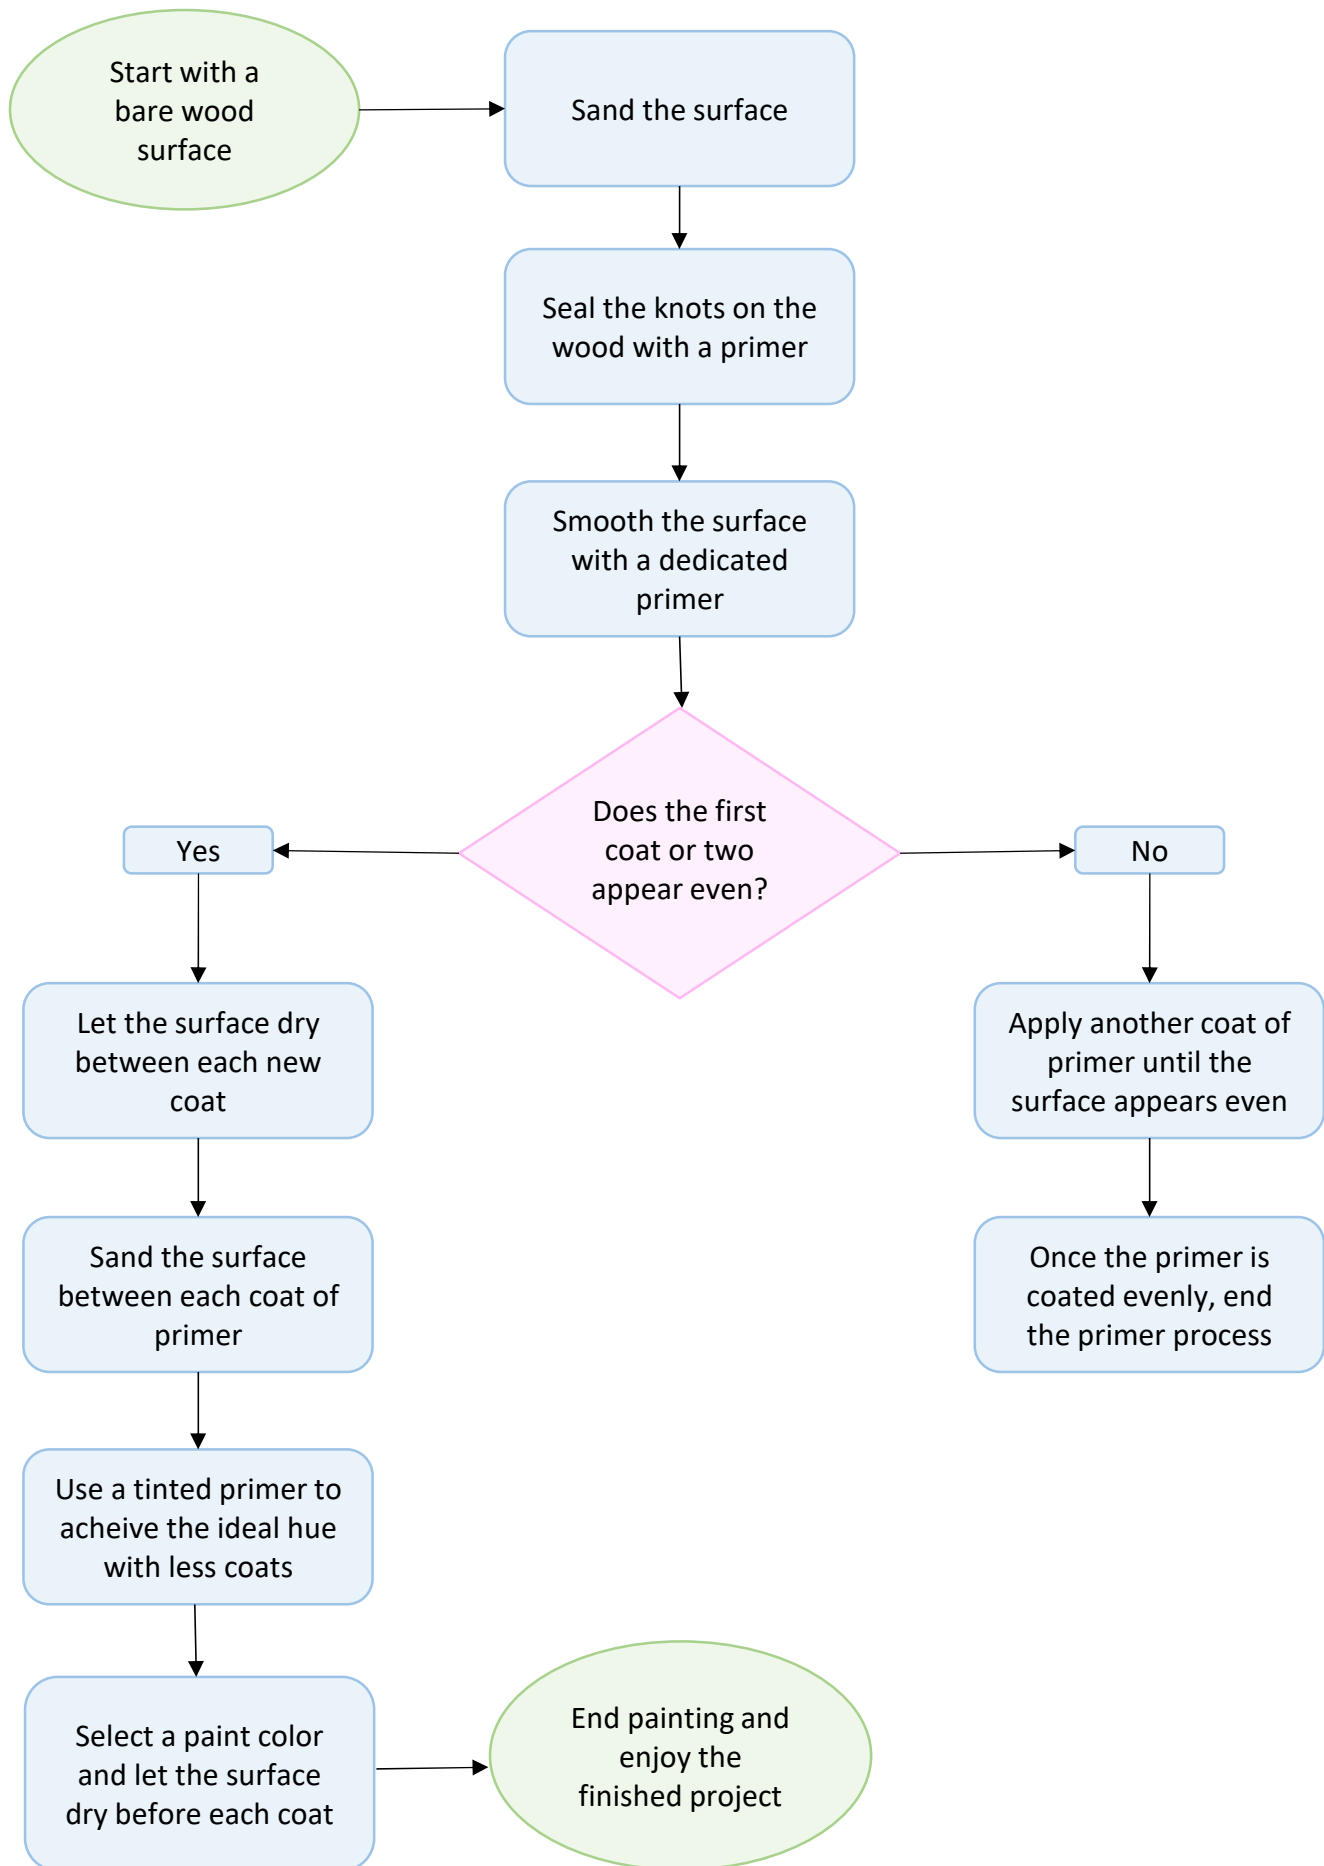 Start with a
bare wood
surface
Sand the surface
Seal the knots on the
wood with a primer
Smooth the surface
with a dedicated
primer
Does the first
coat or two
appear even?
Yes
No
Let the surface dry
between each new
coat
Apply another coat of
primer until the
surface appears even
Sand the surface
between each coat of
primer
Once the primer is
coated evenly, end
the primer process
Use a tinted primer to
acheive the ideal hue
with less coats
Select a paint color
and let the surface
dry before each coat
End painting and
enjoy the
finished project